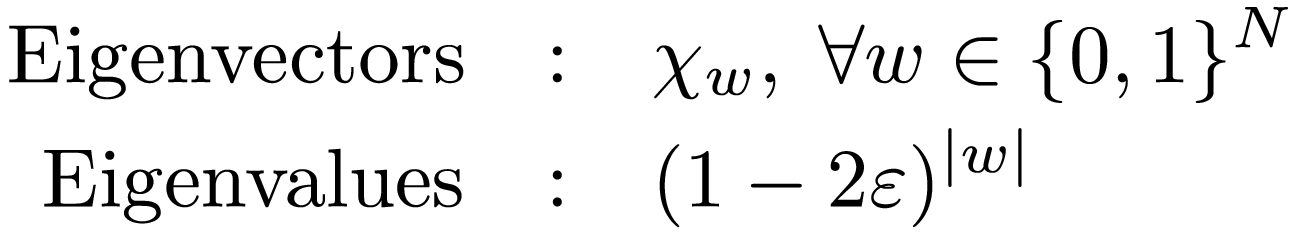 Eigenvectors : χ_w, ∀w ∈ {0, 1}^N
Eigenvalues : (1 − 2ε)^{|w|}